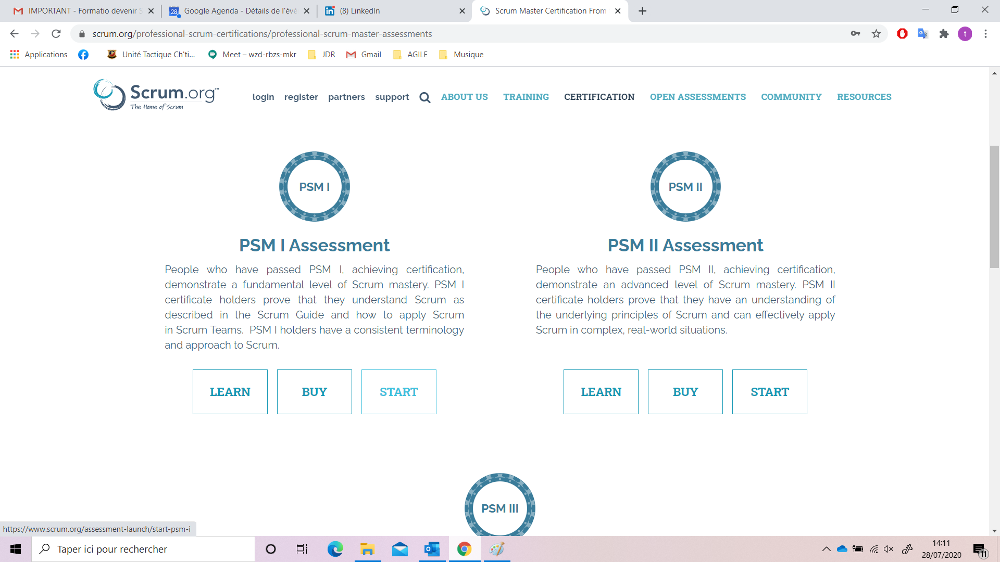 IMPORTANT - Formatio devenir S
28
Google Agenda - Détails de l'évé
(8) LinkedIn
Scrum Master Certification From
scrum.org/professional-scrum-certifications/professional-scrum-master-assessments
t
Applications
Unité Tactique Ch'ti...
Meet – wzd-rbzs-mkr
JDR
Gmail
AGILE
Musique
Scrum.org™
The Home of Scrum
login
register
partners
support
ABOUT US
TRAINING
CERTIFICATION
OPEN ASSESSMENTS
COMMUNITY
RESOURCES
PSM I
PSM I Assessment
People who have passed PSM I, achieving certification,
demonstrate a fundamental level of Scrum mastery. PSM I
certificate holders prove that they understand Scrum as
described in the Scrum Guide and how to apply Scrum
in Scrum Teams. PSM I holders have a consistent terminology
and approach to Scrum.
LEARN
BUY
START
PSM II
PSM II Assessment
People who have passed PSM II, achieving certification,
demonstrate an advanced level of Scrum mastery. PSM II
certificate holders prove that they have an understanding of
the underlying principles of Scrum and can effectively apply
Scrum in complex, real-world situations.
LEARN
BUY
START
PSM III
https://www.scrum.org/assessment-launch/start-psm-i
Taper ici pour rechercher
14:11
28/07/2020
11